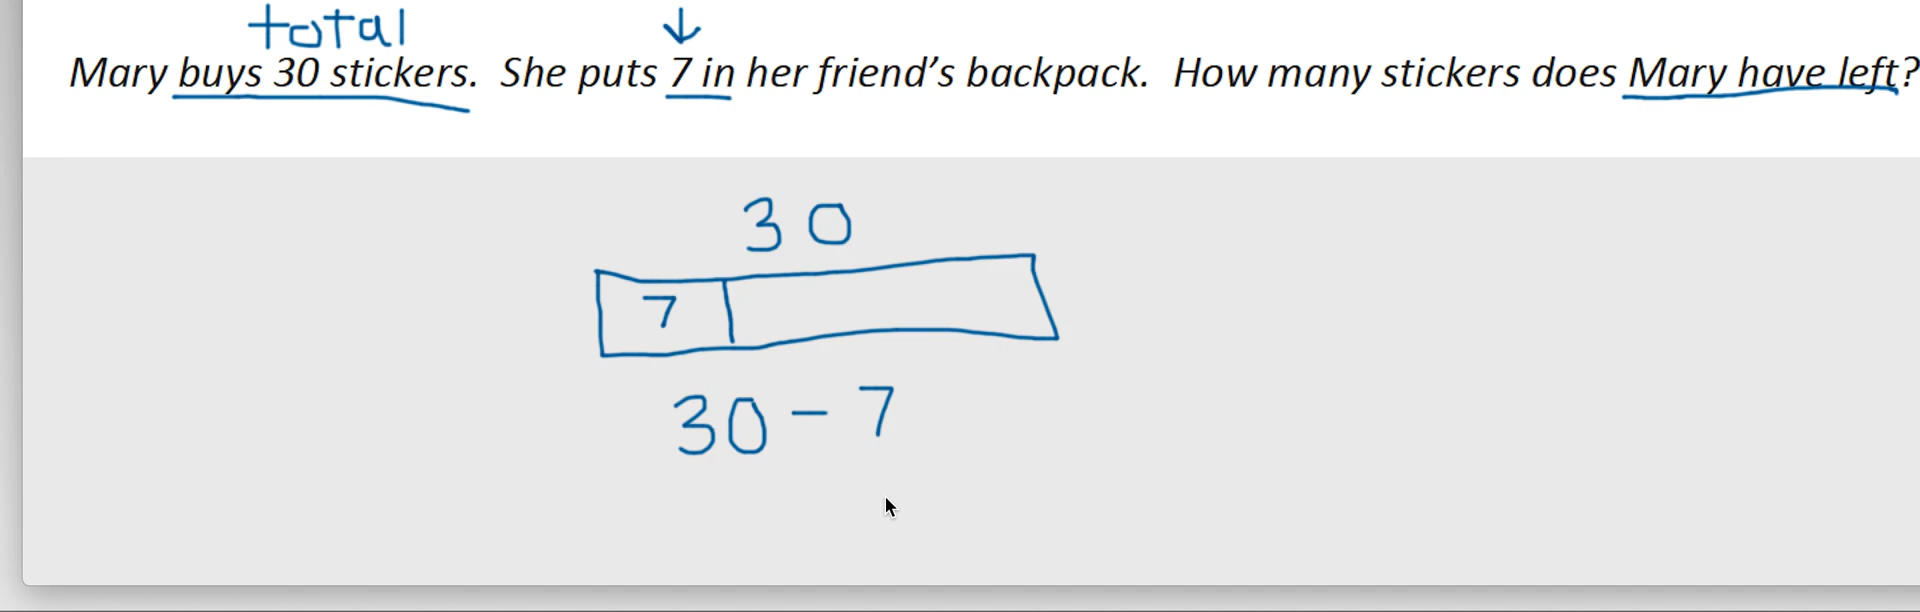 total ↓
Mary buys 30 stickers. She puts 7 in her friend’s backpack. How many stickers does Mary have left?
30
7
30 - 7